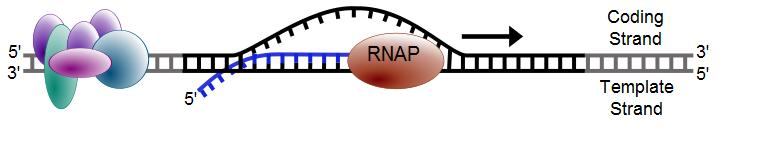 Coding
Strand
5'
3'
RNAP
3'
5'
5'
Template
Strand